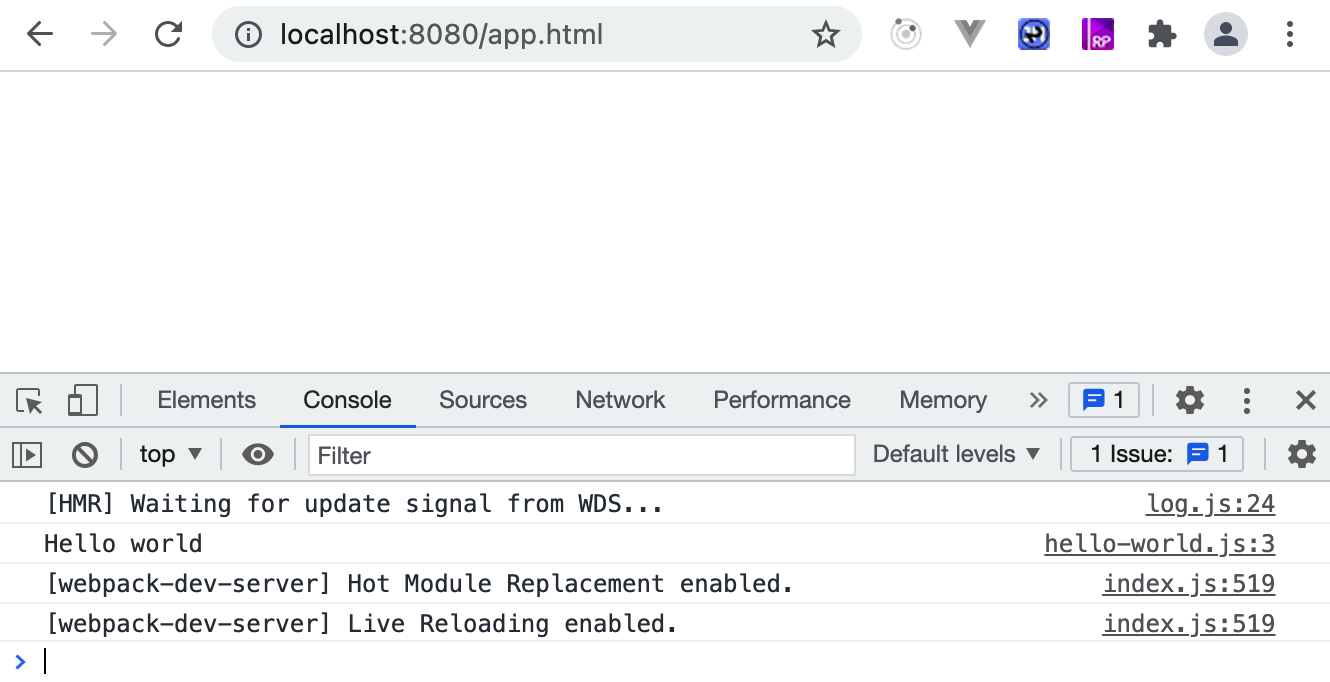 localhost:8080/app.html
RP
Elements Console Sources Network Performance Memory » 1
top ▼ Filter Default levels ▼ 1 Issue: 1
[HMR] Waiting for update signal from WDS... log.js:24
Hello world hello-world.js:3
[webpack-dev-server] Hot Module Replacement enabled. index.js:519
[webpack-dev-server] Live Reloading enabled. index.js:519
>